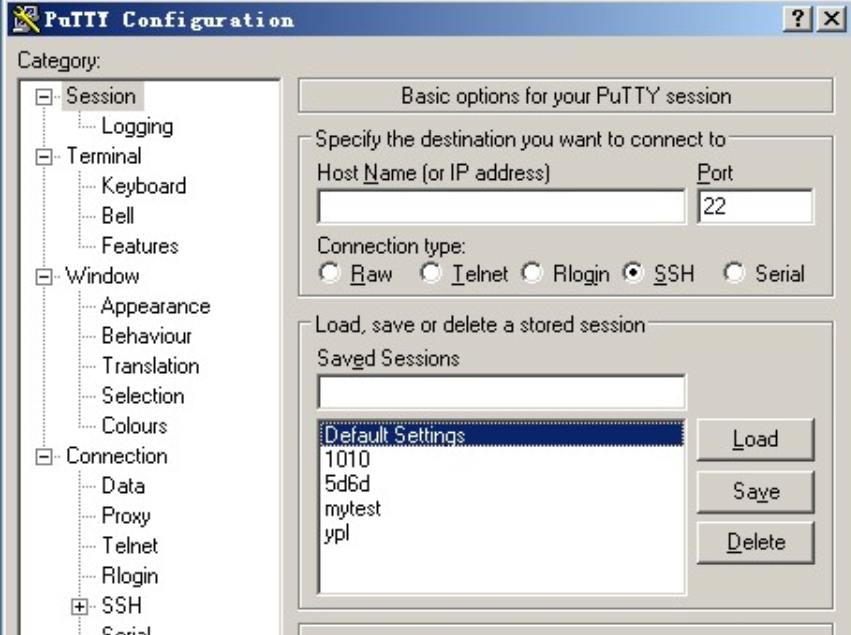 PuTTY Configuration
Category:
Session
Logging
Terminal
Keyboard
Bell
Features
Window
Appearance
Behaviour
Translation
Selection
Colours
Connection
Data
Proxy
Telnet
Rlogin
SSH
Serial
Basic options for your PuTTY session
Specify the destination you want to connect to
Host Name (or IP address) Port
22
Connection type:
Raw Telnet Rlogin SSH Serial
Load, save or delete a stored session
Saved Sessions
Default Settings
1010
5d6d
mytest
ypl
Load
Save
Delete